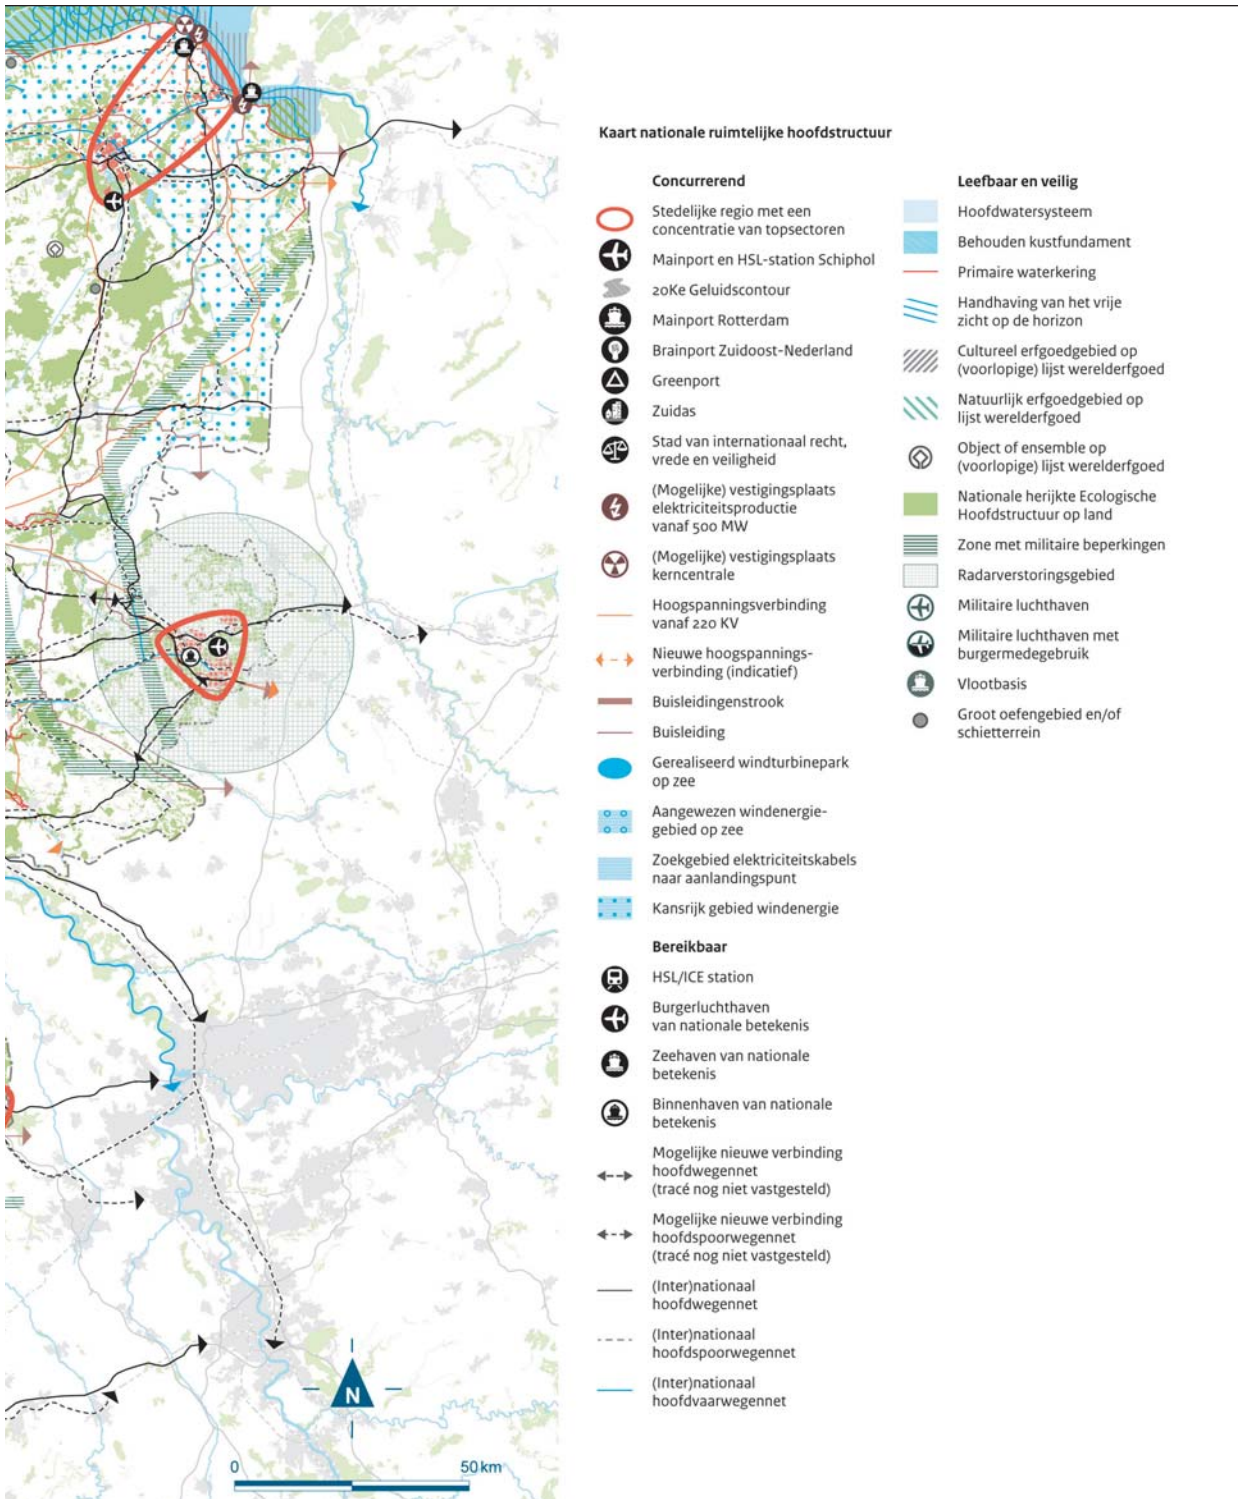 Kaart nationale ruimtelijke hoofdstructuur
Concurrerend
Stedelijke regio met een
concentratie van topsectoren
Mainport en HSL-station Schiphol
20Ke Geluidscontour
Mainport Rotterdam
Brainport Zuidoost-Nederland
Greenport
Zuidas
Stad van internationaal recht,
vrede en veiligheid
(Mogelijke) vestigingsplaats
elektriciteitsproductie
vanaf 500 MW
(Mogelijke) vestigingsplaats
kerncentrale
Hoogspanningsverbinding
vanaf 220 KV
Nieuwe hoogspannings-
verbinding (indicatief)
Buisleidingenstrook
Buisleiding
Gerealiseerd windturbinepark
op zee
Aangewezen windenergie-
gebied op zee
Zoekgebied elektriciteitskabels
naar aanlandingspunt
Kansrijk gebied windenergie
Bereikbaar
HSL/ICE station
Burgerluchthaven
van nationale betekenis
Zeehaven van nationale
betekenis
Binnenhaven van nationale
betekenis
Mogelijke nieuwe verbinding
hoofdwegennet
(tracé nog niet vastgesteld)
Mogelijke nieuwe verbinding
hoofdspoorwegennet
(tracé nog niet vastgesteld)
(Inter)nationaal
hoofdwegennet
(Inter)nationaal
hoofdspoorwegennet
(Inter)nationaal
hoofdvaarwegennet
Leefbaar en veilig
Hoofdwatersysteem
Behouden kustfundament
Primaire waterkering
Handhaving van het vrije
zicht op de horizon
Cultureel erfgoedgebied op
(voorlopige) lijst werelderfgoed
Natuurlijk erfgoedgebied op
lijst werelderfgoed
Object of ensemble op
(voorlopige) lijst werelderfgoed
Nationale herijkte Ecologische
Hoofdstructuur op land
Zone met militaire beperkingen
Radarverstoringsgebied
Militaire luchthaven
Militaire luchthaven met
burgermedegebruik
Vlootbasis
Groot oefengebied en/of
schietterrein
N
0 50 km